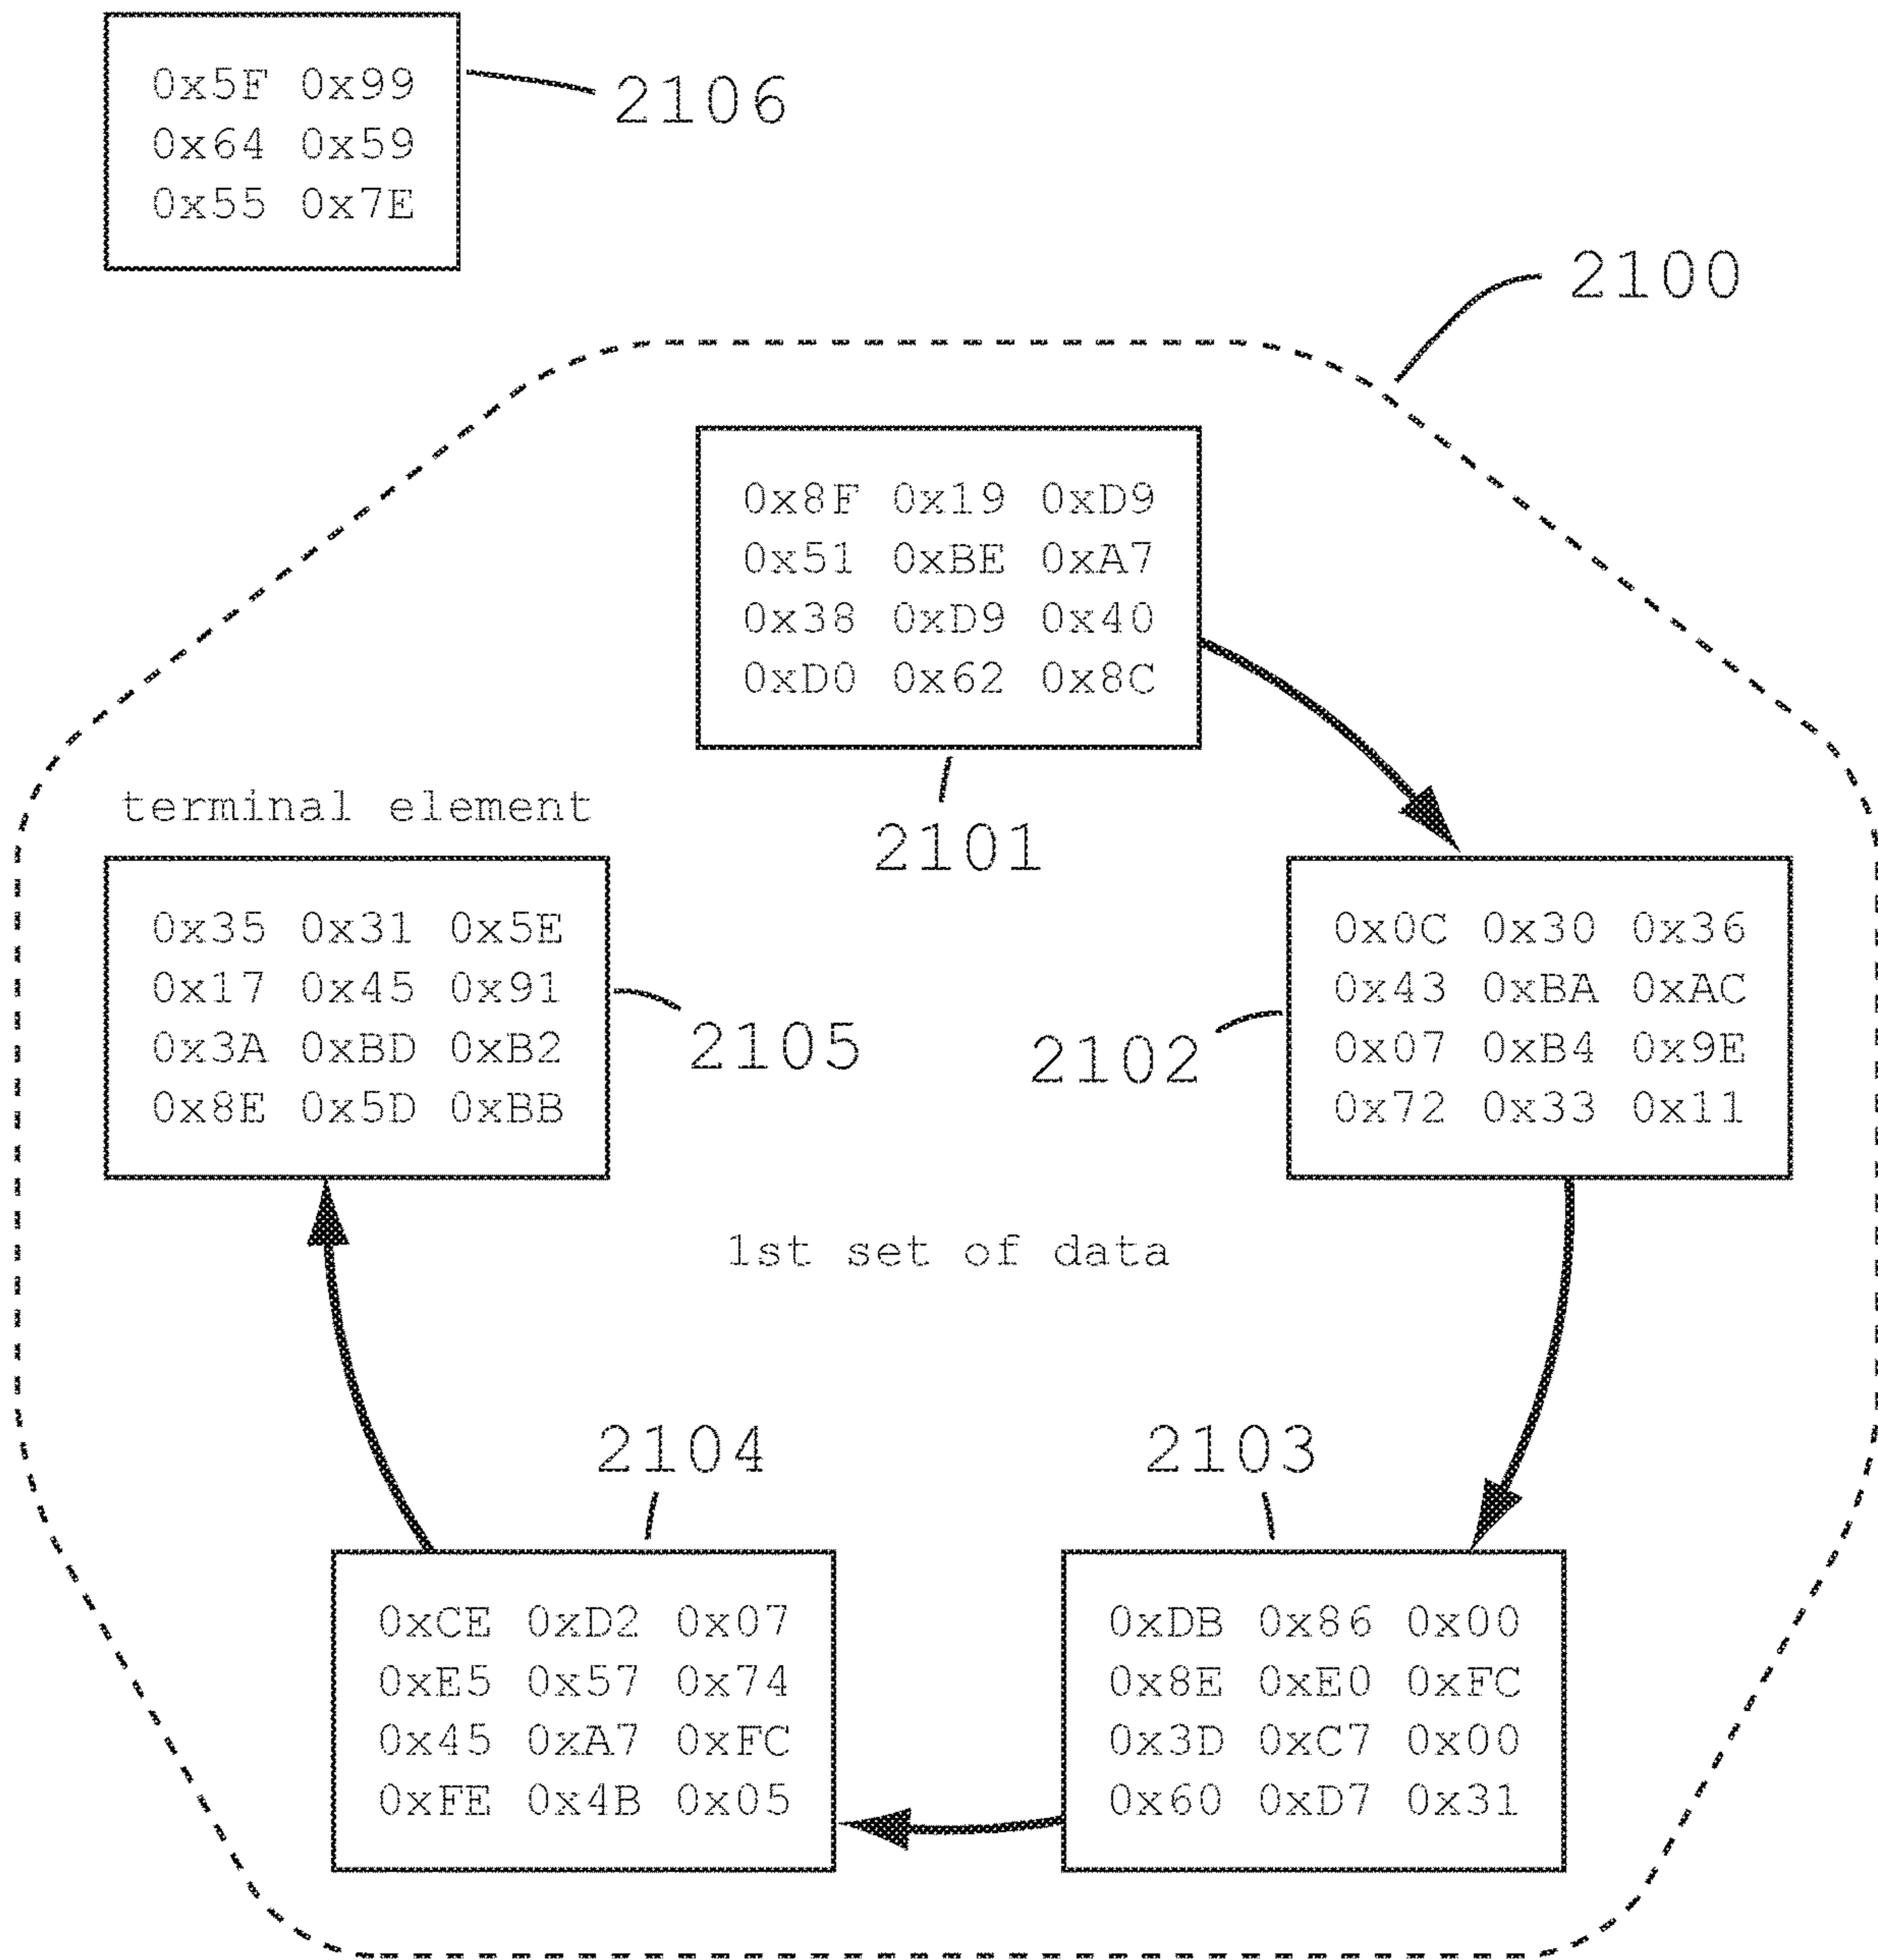 0x5F 0x99
0x64 0x59
0x55 0x7E
2106
2100
0x8F 0x19 0xD9
0x51 0xBE 0xA7
0x38 0xD9 0x40
0xD0 0x62 0x8C
2101
terminal element
0x35 0x31 0x5E
0x17 0x45 0x91
0x3A 0xBD 0xB2
0x8E 0x5D 0xBB
2105
2102
0x0C 0x30 0x36
0x43 0xBA 0xAC
0x07 0xB4 0x9E
0x72 0x33 0x11
1st set of data
2104
2103
0xCE 0xD2 0x07
0xE5 0x57 0x74
0x45 0xA7 0xFC
0xFE 0x4B 0x05
0xDB 0x86 0x00
0x8E 0xE0 0xFC
0x3D 0xC7 0x00
0x60 0xD7 0x31